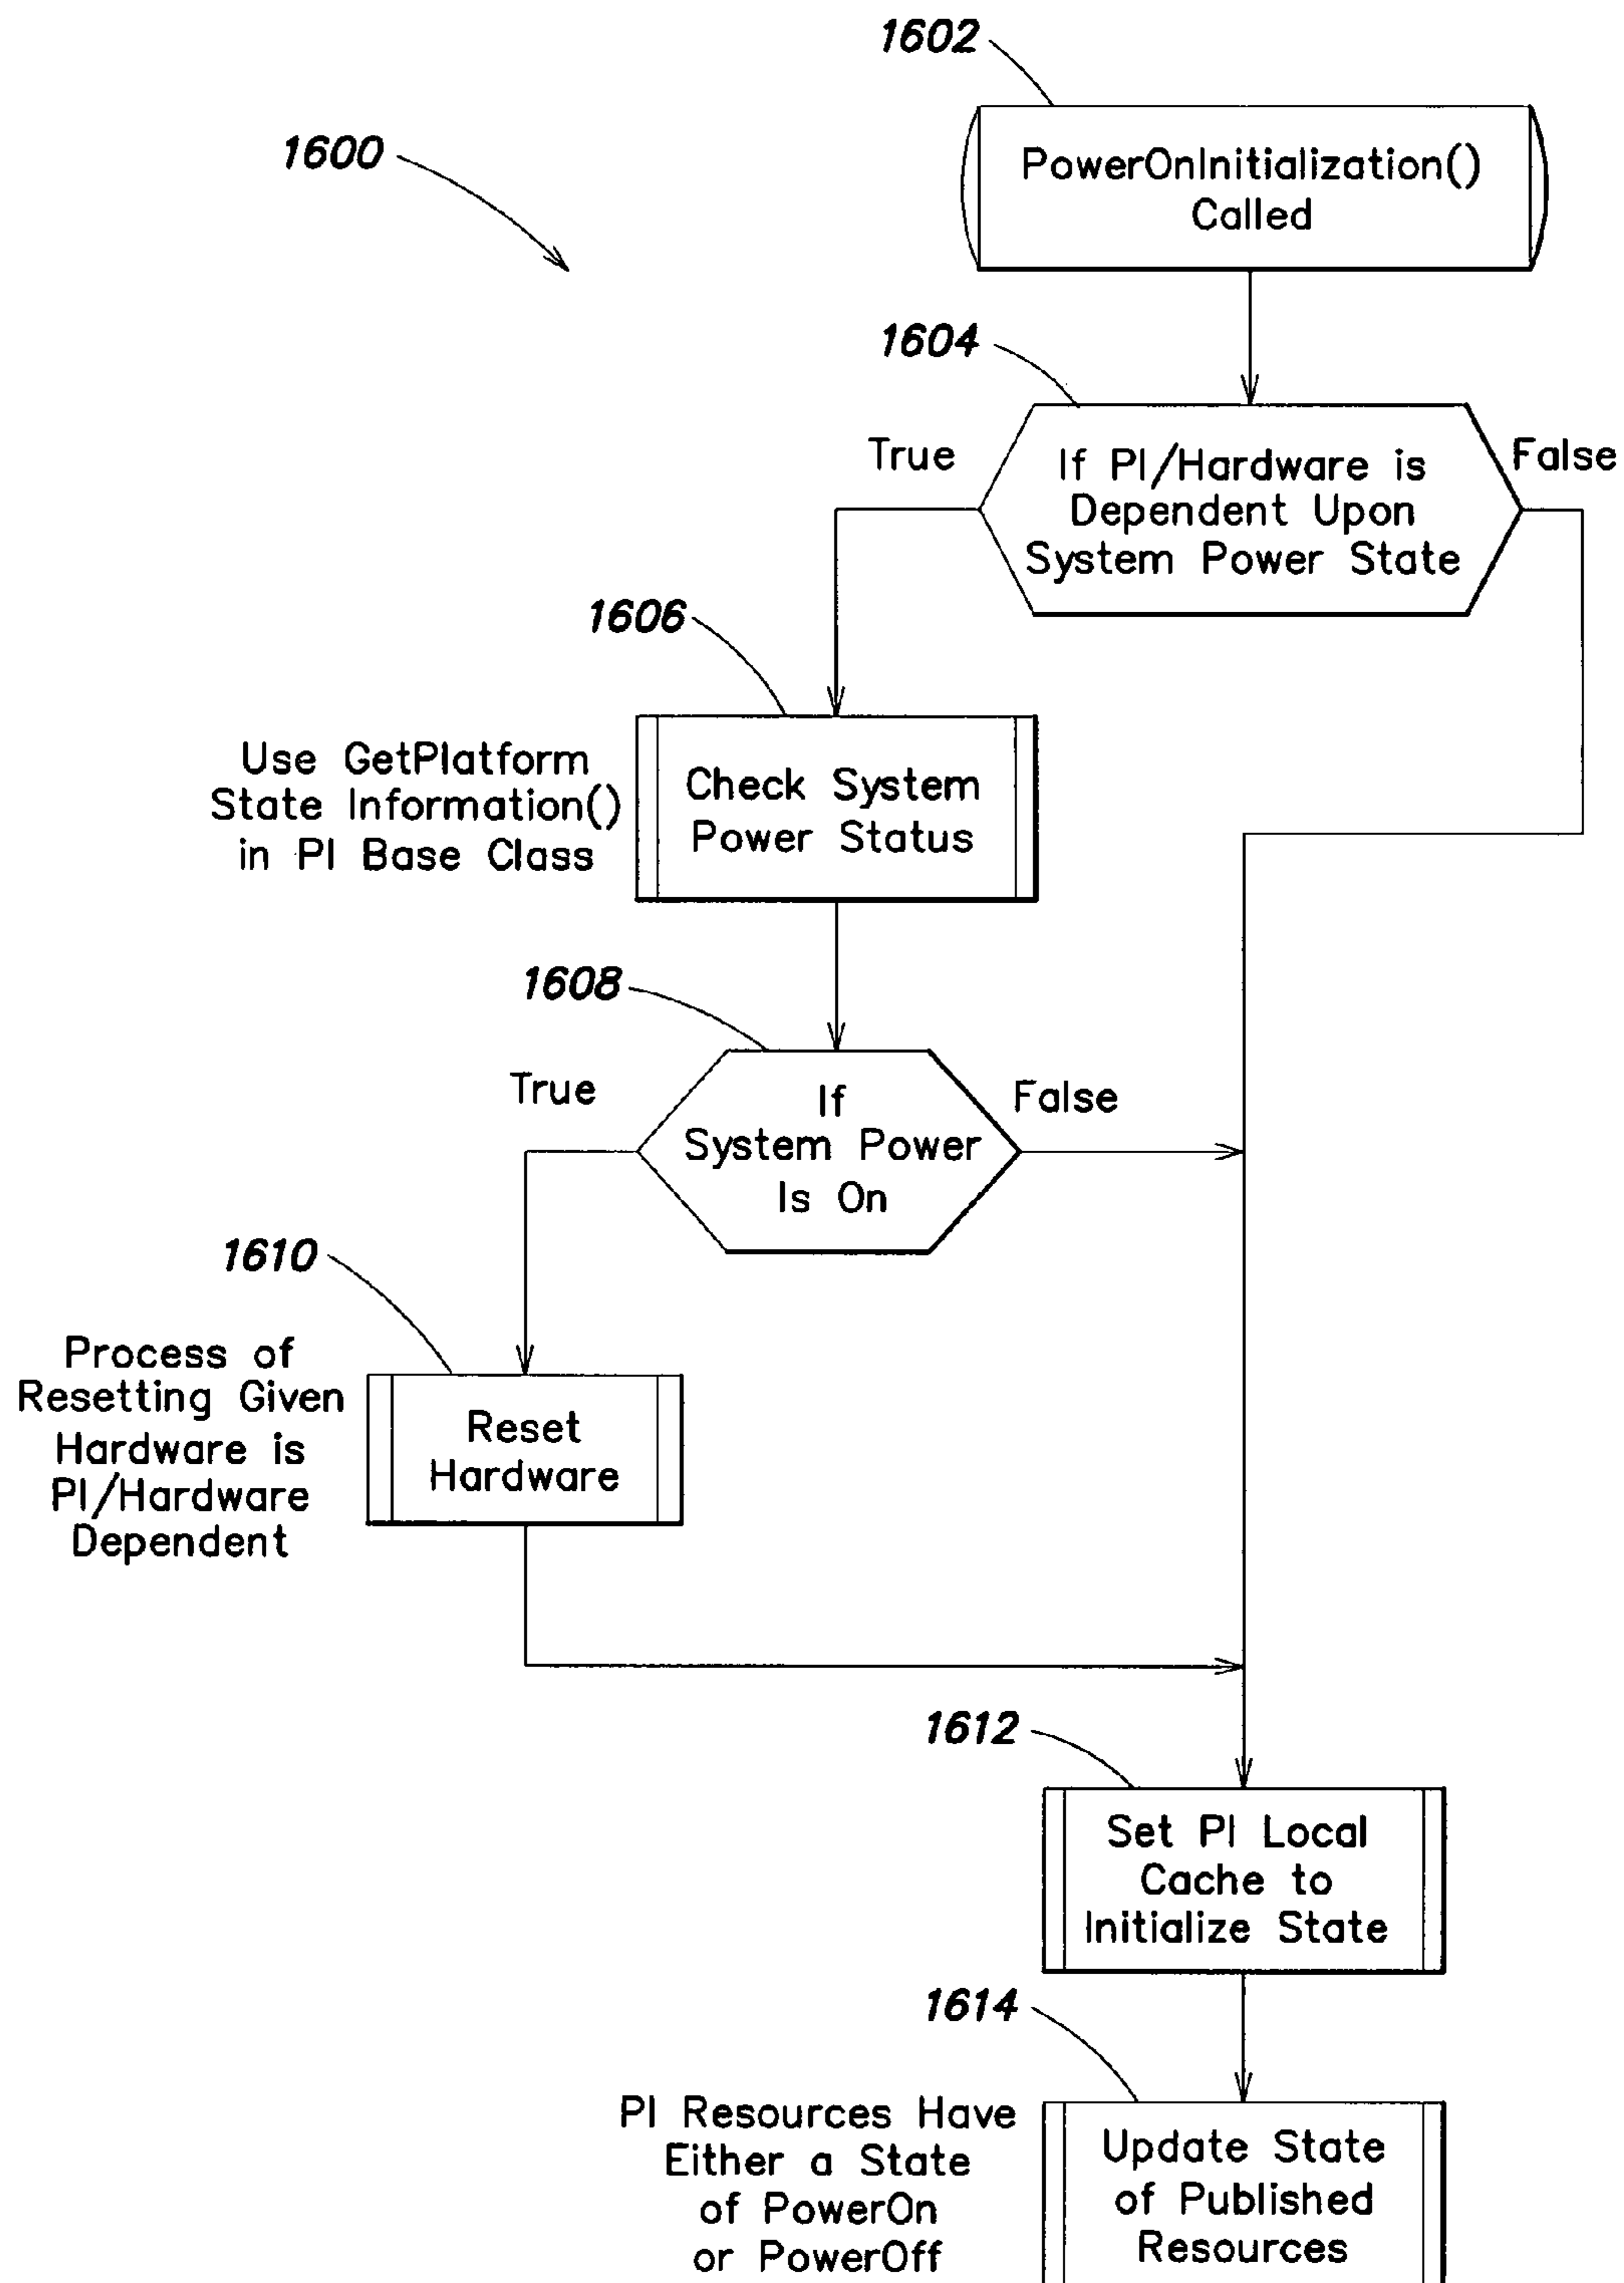 1602
1600
PowerOnInitialization()
Called
1604
True
False
If PI/Hardware is
Dependent Upon
System Power State
1606
Use GetPlatform
State Information()
in PI Base Class
Check System
Power Status
1608
True
False
If
System Power
Is On
1610
Process of
Resetting Given
Hardware is
PI/Hardware
Dependent
Reset
Hardware
1612
Set PI Local
Cache to
Initialize State
1614
PI Resources Have
Either a State
of PowerOn
or PowerOff
Update State
of Published
Resources